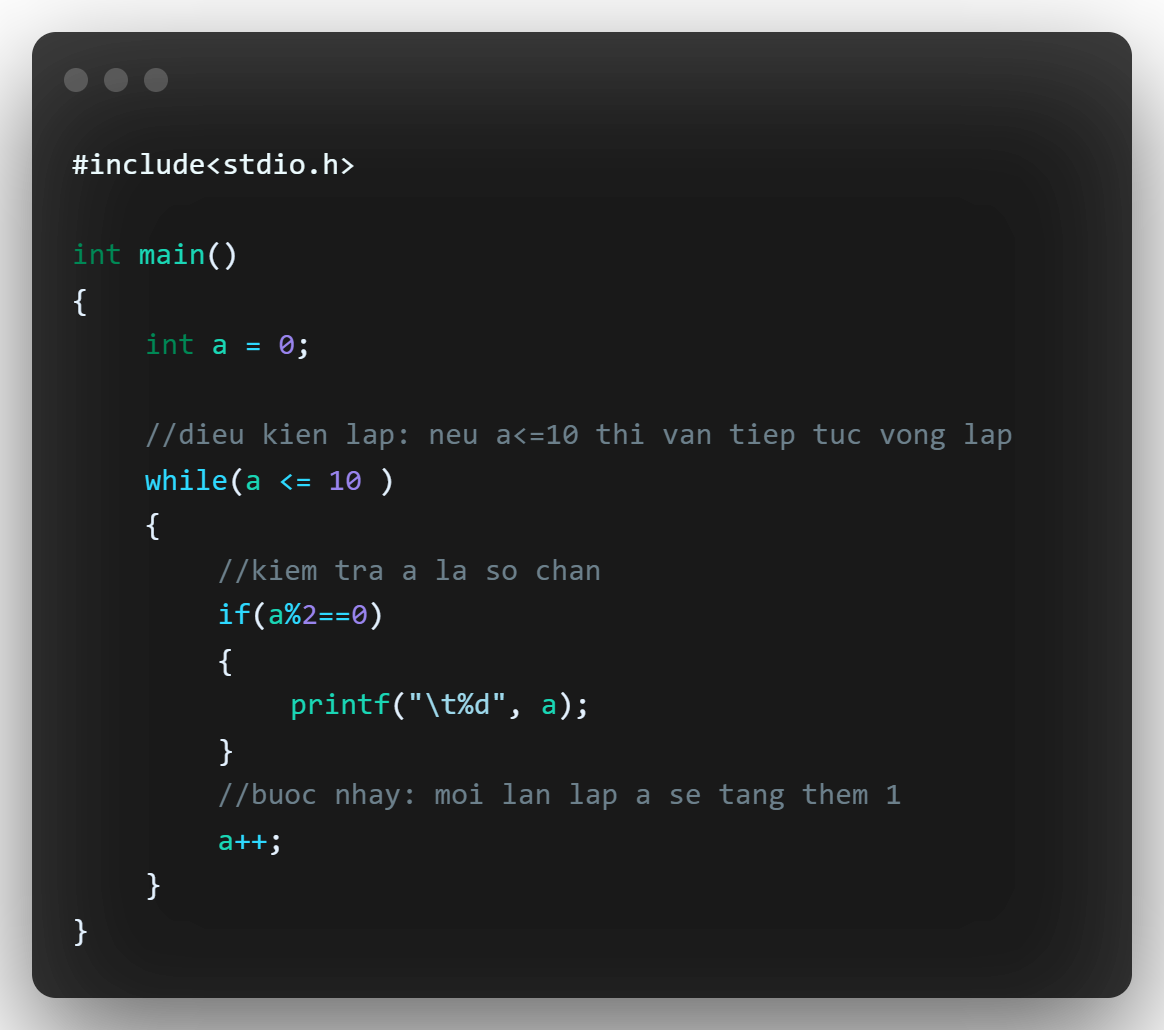 #include<stdio.h>
int main()
{
int a = 0;
//dieu kien lap: neu a<=10 thi van tiep tuc vong lap
while(a <= 10 )
{
//kiem tra a la so chan
if(a%2==0)
{
printf("\t%d", a);
}
//buoc nhay: moi lan lap a se tang them 1
a++;
}
}